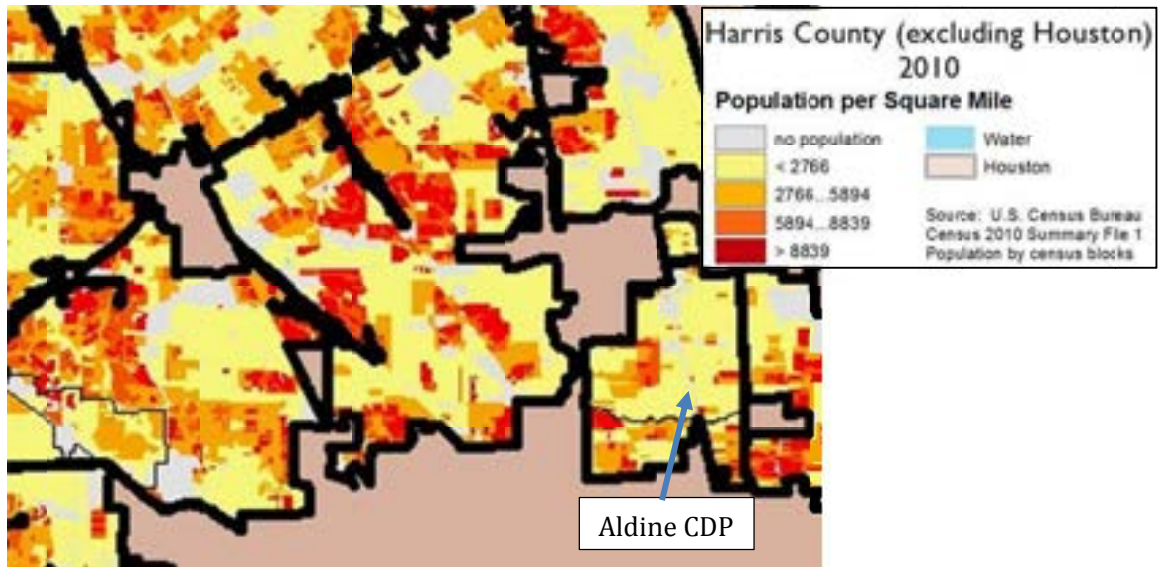 Harris County (excluding Houston)
2010
Population per Square Mile
no population
< 2766
2766...5894
5894...8839
> 8839
Water
Houston
Source: U.S. Census Bureau
Census 2010 Summary File 1
Population by census blocks
Aldine CDP